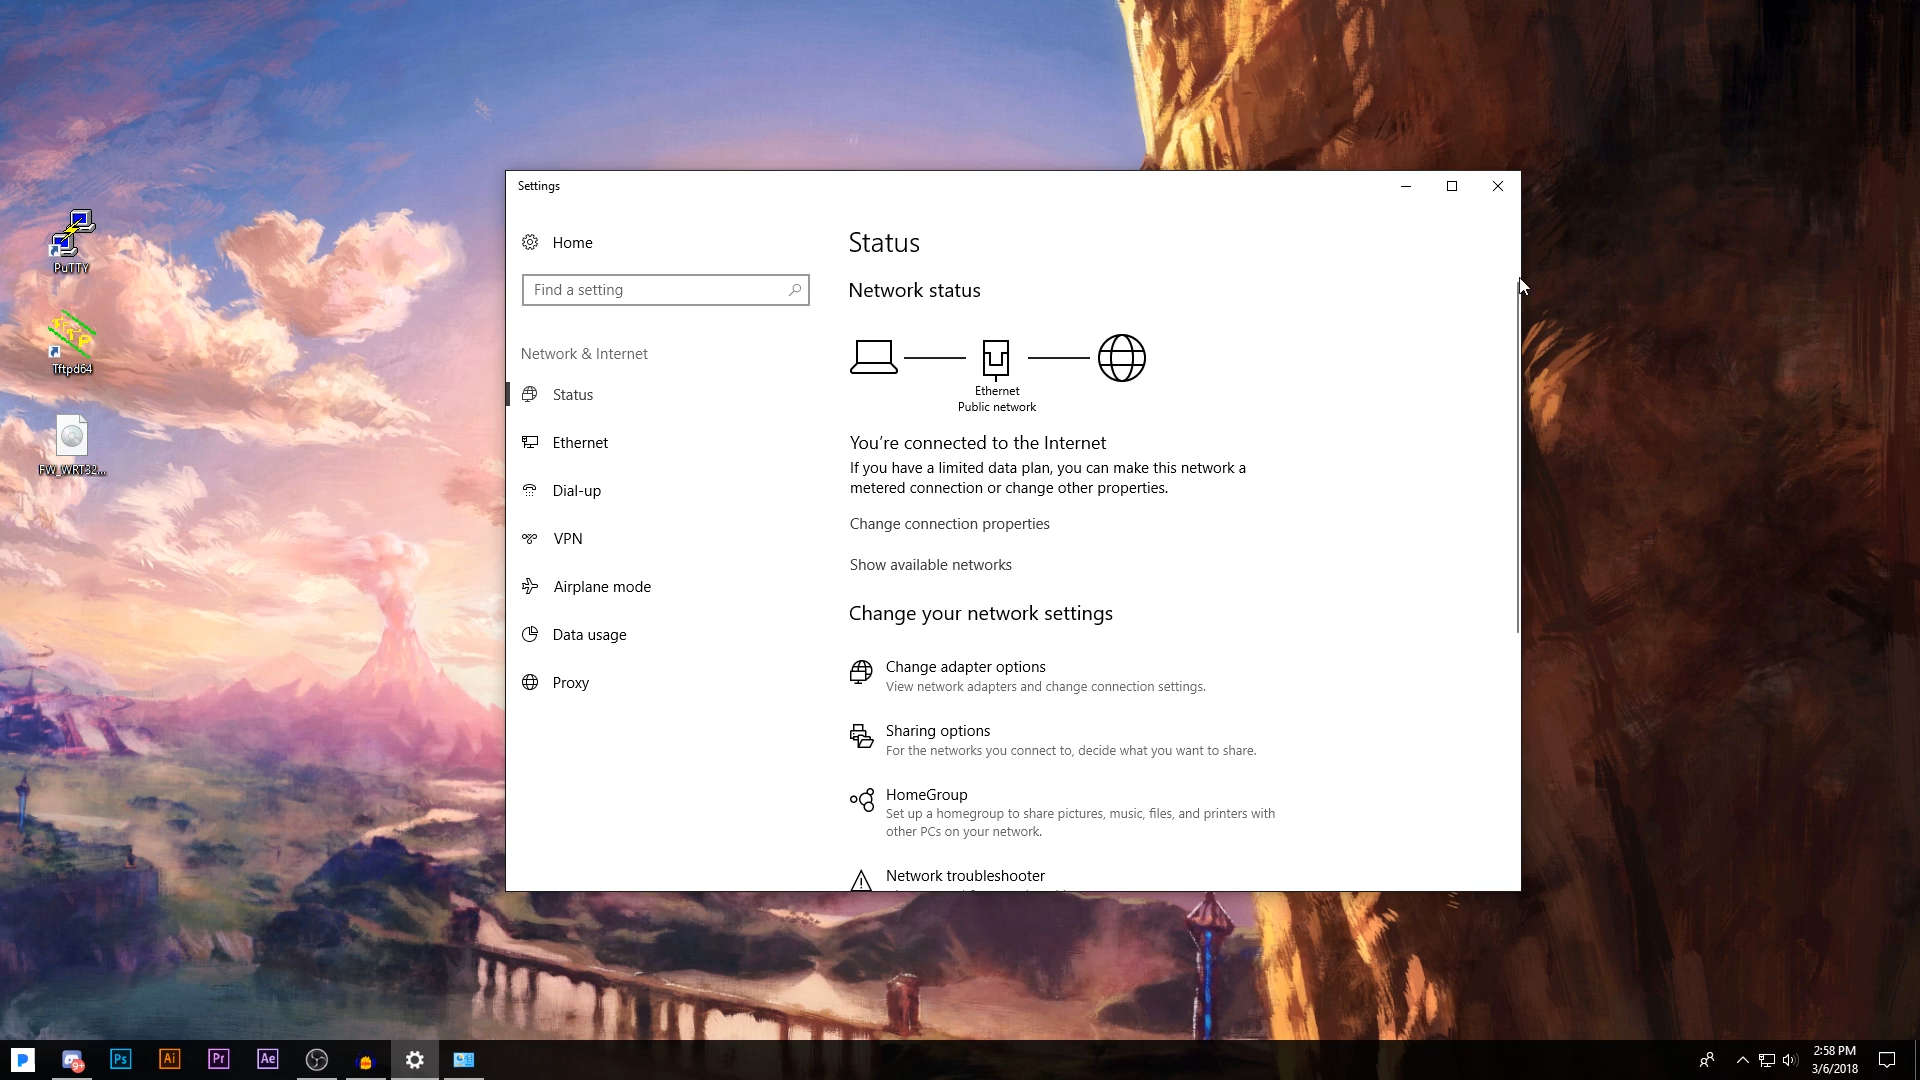 Settings
Home
Find a setting
Network & Internet
Status
Ethernet
Dial-up
VPN
Airplane mode
Data usage
Proxy
Status
Network status
Ethernet
Public network
You're connected to the Internet
If you have a limited data plan, you can make this network a
metered connection or change other properties.
Change connection properties
Show available networks
Change your network settings
Change adapter options
View network adapters and change connection settings.
Sharing options
For the networks you connect to, decide what you want to share.
HomeGroup
Set up a homegroup to share pictures, music, files, and printers with
other PCs on your network.
Network troubleshooter
PuTTY
Tftpd64
FW_WRT32...
9+
Ps
Ai
Pr
Ae
2:58 PM
3/6/2018